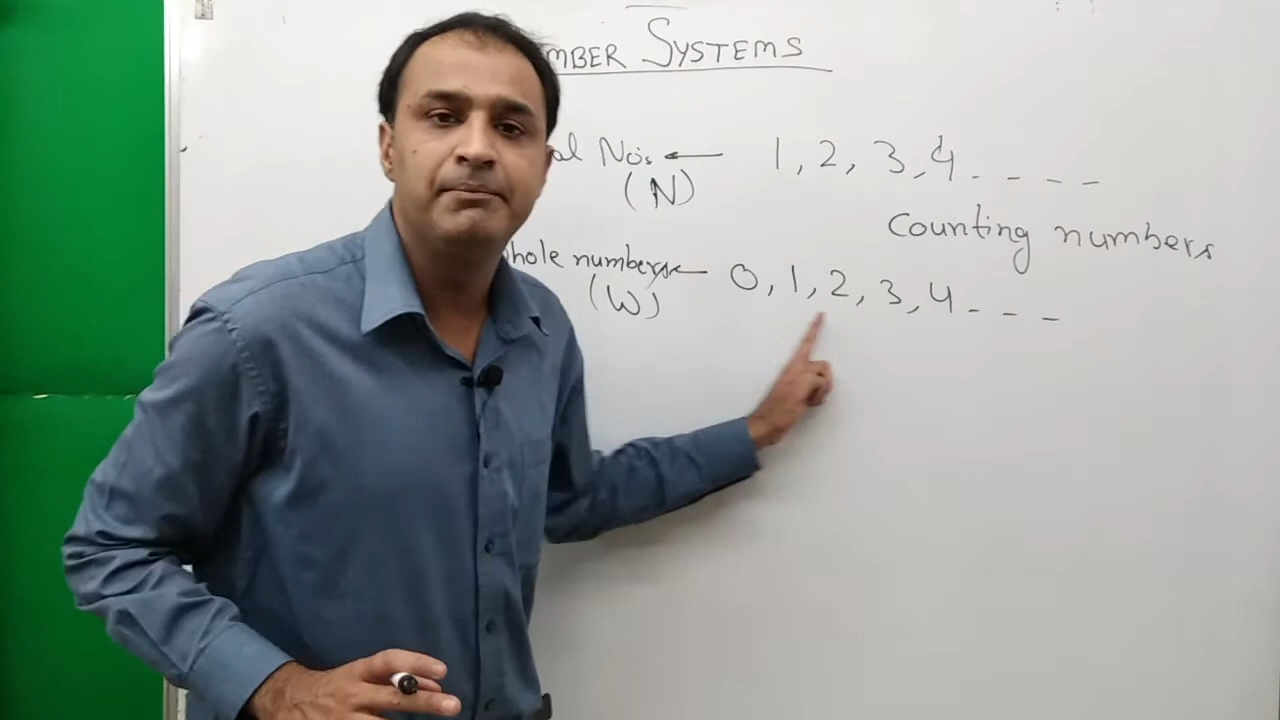 MBER SYSTEMS
al No's ← 1, 2, 3, 4 - - - -
(N)
Counting numbers
hole numbers ← 0, 1, 2, 3, 4 - - -
(W)